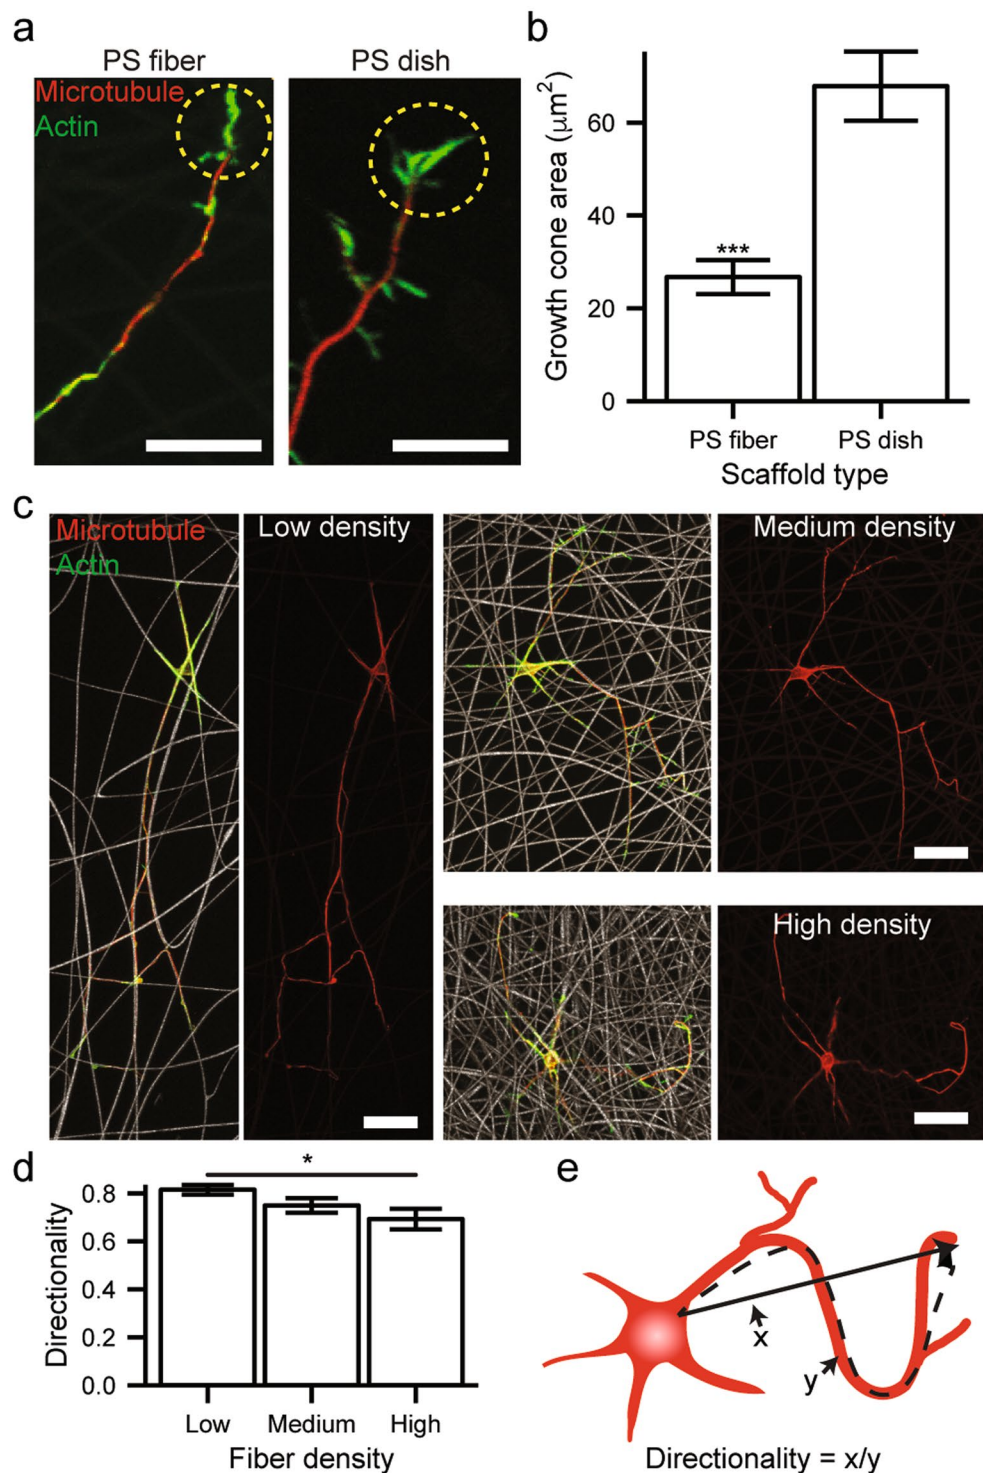 a
PS fiber
PS dish
Microtubule
Actin
b
Growth cone area (μm²)
60
40
20
0
***
PS fiber
PS dish
Scaffold type
c
Microtubule
Actin
Low density
Medium density
High density
d
*
Directionality
0.8
0.6
0.4
0.2
0.0
Low
Medium
High
Fiber density
e
x
y
Directionality = x/y